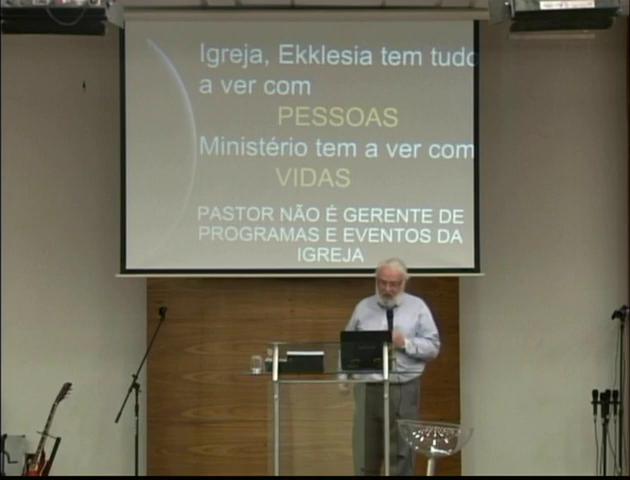 Igreja, Ekklesia tem tudo
a ver com
PESSOAS
Ministério tem a ver com
VIDAS
PASTOR NÃO É GERENTE DE
PROGRAMAS E EVENTOS DA
IGREJA